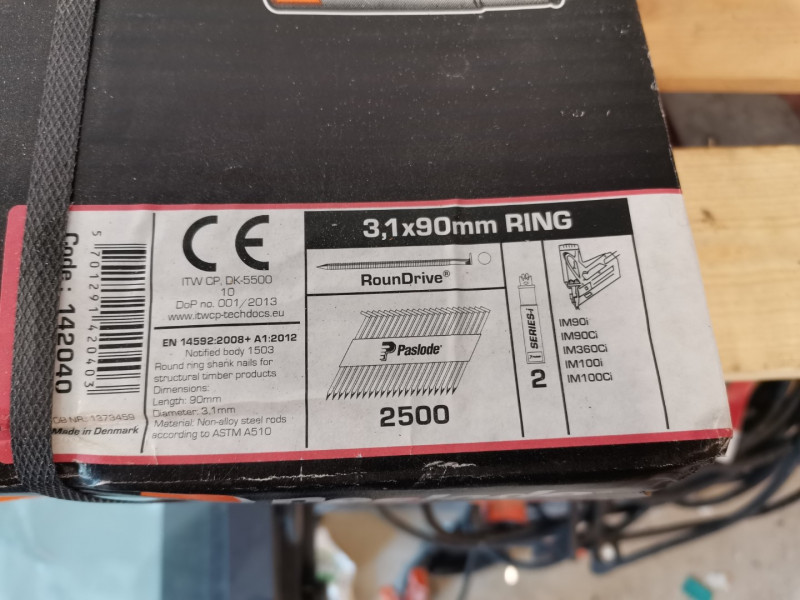 Code: 142040
5 701291 420403
Made in Denmark
CE
ITW CP, DK-5500
10
DoP no. 001/2013
www.itwcp-techdocs.eu
EN 14592:2008+ A1:2012
Notified body 1503
Round ring shank nails for
structural timber products
Dimensions:
Length: 90mm
Diameter: 3,1mm
Material: Non-alloy steel rods
according to ASTM A510
3,1x90mm RING
RounDrive®
Paslode®
2500
SERIES-i
2
IM90i
IM90Ci
IM360Ci
IM100i
IM100Ci